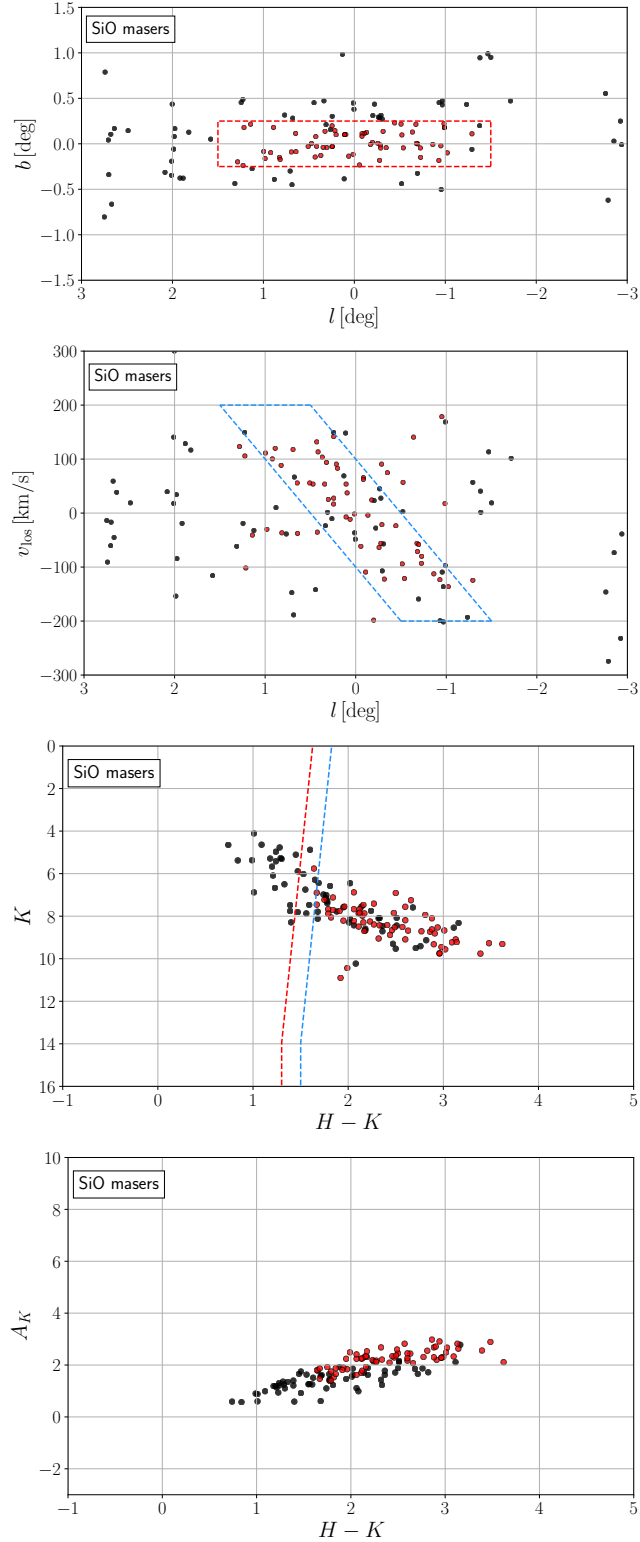 SiO masers
1.5
1.0
0.5
0.0
−0.5
−1.0
−1.5
b [deg]
3 2 1 0 −1 −2 −3
l [deg]
SiO masers
300
200
100
0
−100
−200
−300
v_los [km/s]
3 2 1 0 −1 −2 −3
l [deg]
SiO masers
0
2
4
6
8
10
12
14
16
K
−1 0 1 2 3 4 5
H − K
SiO masers
10
8
6
4
2
0
−2
A_K
−1 0 1 2 3 4 5
H − K